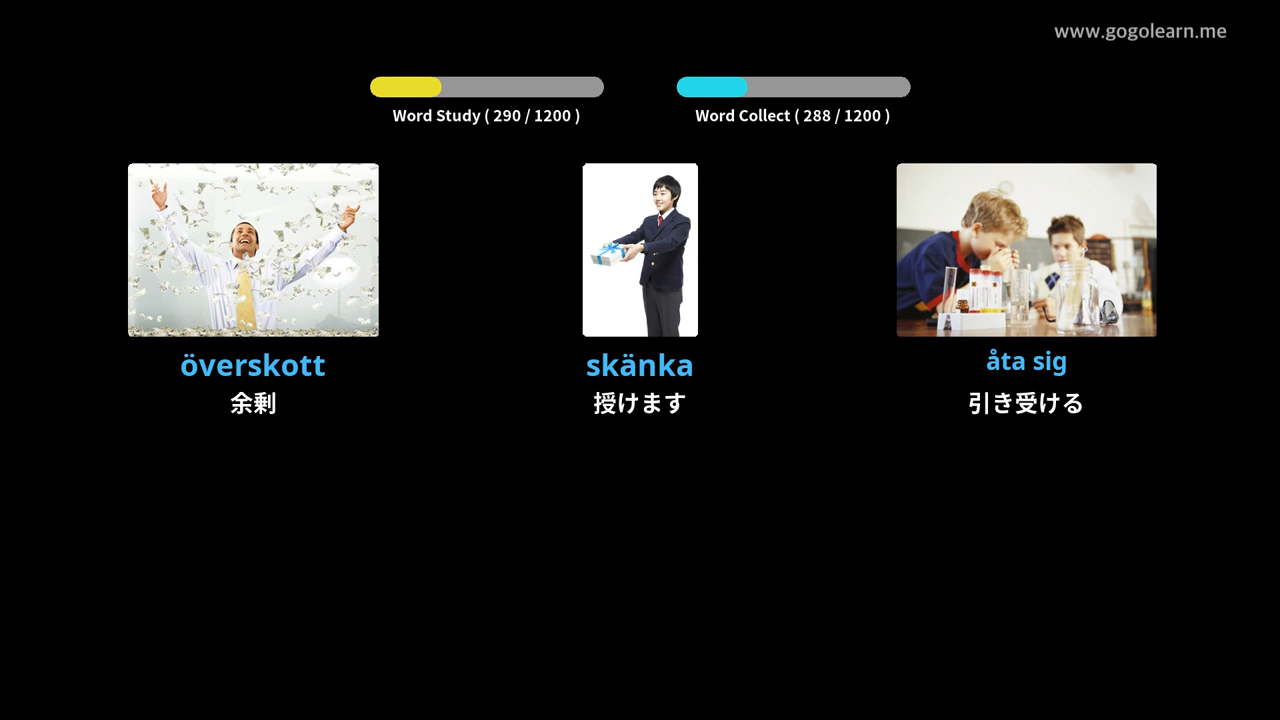 www.gogolearn.me
Word Study ( 290 / 1200 )
Word Collect ( 288 / 1200 )
överskott
skänka
åta sig
余剰
授けます
引き受ける